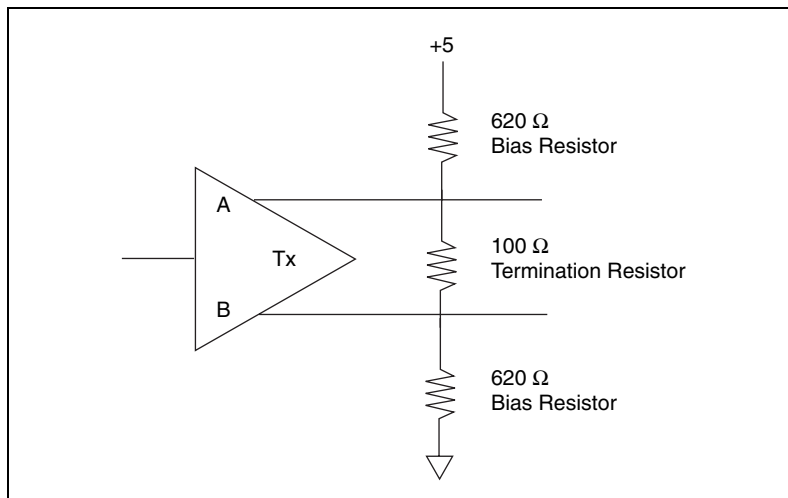 +5
620 Ω
Bias Resistor
A
100 Ω
Termination Resistor
Tx
B
620 Ω
Bias Resistor